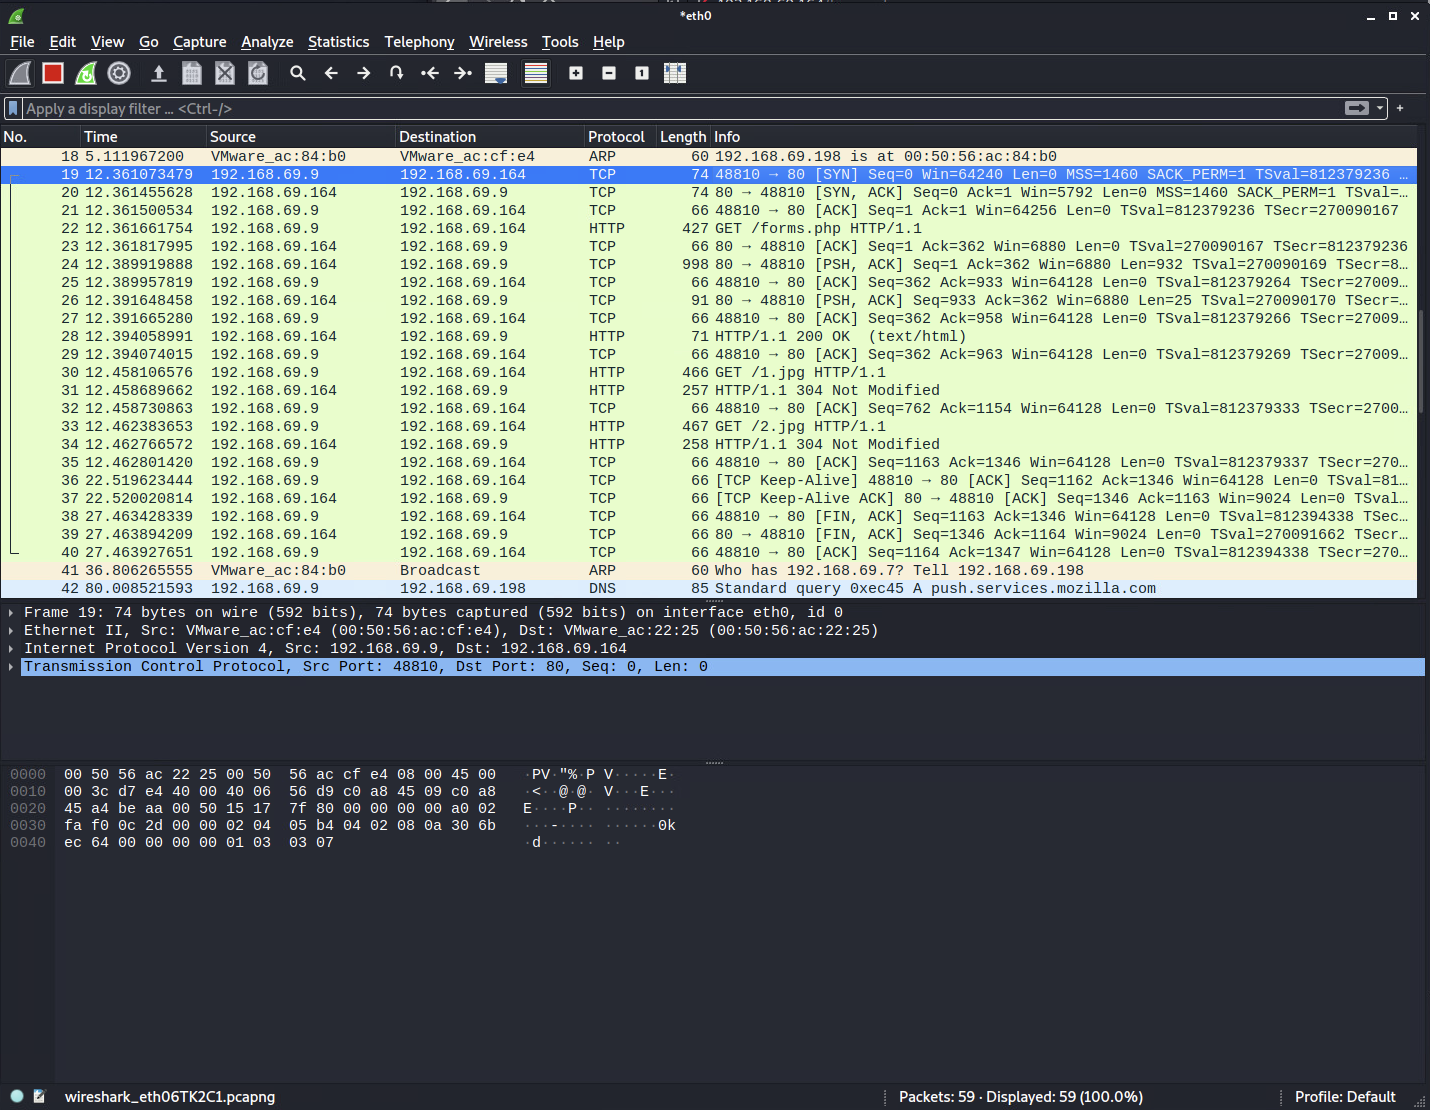 *eth0
File Edit View Go Capture Analyze Statistics Telephony Wireless Tools Help
Apply a display filter … <Ctrl-/>
No. Time Source Destination Protocol Length Info
18 5.111967200 VMware_ac:84:b0 VMware_ac:cf:e4 ARP 60 192.168.69.198 is at 00:50:56:ac:84:b0
19 12.361073479 192.168.69.9 192.168.69.164 TCP 74 48810 → 80 [SYN] Seq=0 Win=64240 Len=0 MSS=1460 SACK_PERM=1 TSval=812379236 …
20 12.361455628 192.168.69.164 192.168.69.9 TCP 74 80 → 48810 [SYN, ACK] Seq=0 Ack=1 Win=5792 Len=0 MSS=1460 SACK_PERM=1 TSval=…
21 12.361500534 192.168.69.9 192.168.69.164 TCP 66 48810 → 80 [ACK] Seq=1 Ack=1 Win=64256 Len=0 TSval=812379236 TSecr=270090167
22 12.361661754 192.168.69.9 192.168.69.164 HTTP 427 GET /forms.php HTTP/1.1
23 12.361817995 192.168.69.164 192.168.69.9 TCP 66 80 → 48810 [ACK] Seq=1 Ack=362 Win=6880 Len=0 TSval=270090167 TSecr=812379236
24 12.389919888 192.168.69.164 192.168.69.9 TCP 998 80 → 48810 [PSH, ACK] Seq=1 Ack=362 Win=6880 Len=932 TSval=270090169 TSecr=8…
25 12.389957819 192.168.69.9 192.168.69.164 TCP 66 48810 → 80 [ACK] Seq=362 Ack=933 Win=64128 Len=0 TSval=812379264 TSecr=27009…
26 12.391648458 192.168.69.164 192.168.69.9 TCP 91 80 → 48810 [PSH, ACK] Seq=933 Ack=362 Win=6880 Len=25 TSval=270090170 TSecr=…
27 12.391665280 192.168.69.9 192.168.69.164 TCP 66 48810 → 80 [ACK] Seq=362 Ack=958 Win=64128 Len=0 TSval=812379266 TSecr=27009…
28 12.394058991 192.168.69.164 192.168.69.9 HTTP 71 HTTP/1.1 200 OK  (text/html)
29 12.394074015 192.168.69.9 192.168.69.164 TCP 66 48810 → 80 [ACK] Seq=362 Ack=963 Win=64128 Len=0 TSval=812379269 TSecr=27009…
30 12.458106576 192.168.69.9 192.168.69.164 HTTP 466 GET /1.jpg HTTP/1.1
31 12.458689662 192.168.69.164 192.168.69.9 HTTP 257 HTTP/1.1 304 Not Modified
32 12.458730863 192.168.69.9 192.168.69.164 TCP 66 48810 → 80 [ACK] Seq=762 Ack=1154 Win=64128 Len=0 TSval=812379333 TSecr=2700…
33 12.462383653 192.168.69.9 192.168.69.164 HTTP 467 GET /2.jpg HTTP/1.1
34 12.462766572 192.168.69.164 192.168.69.9 HTTP 258 HTTP/1.1 304 Not Modified
35 12.462801420 192.168.69.9 192.168.69.164 TCP 66 48810 → 80 [ACK] Seq=1163 Ack=1346 Win=64128 Len=0 TSval=812379337 TSecr=270…
36 22.519623444 192.168.69.9 192.168.69.164 TCP 66 [TCP Keep-Alive] 48810 → 80 [ACK] Seq=1162 Ack=1346 Win=64128 Len=0 TSval=81…
37 22.520020814 192.168.69.164 192.168.69.9 TCP 66 [TCP Keep-Alive ACK] 80 → 48810 [ACK] Seq=1346 Ack=1163 Win=9024 Len=0 TSval…
38 27.463428339 192.168.69.9 192.168.69.164 TCP 66 48810 → 80 [FIN, ACK] Seq=1163 Ack=1346 Win=64128 Len=0 TSval=812394338 TSec…
39 27.463894209 192.168.69.164 192.168.69.9 TCP 66 80 → 48810 [FIN, ACK] Seq=1346 Ack=1164 Win=9024 Len=0 TSval=270091662 TSecr…
40 27.463927651 192.168.69.9 192.168.69.164 TCP 66 48810 → 80 [ACK] Seq=1164 Ack=1347 Win=64128 Len=0 TSval=812394338 TSecr=270…
41 36.806265555 VMware_ac:84:b0 Broadcast ARP 60 Who has 192.168.69.7? Tell 192.168.69.198
42 80.008521593 192.168.69.9 192.168.69.198 DNS 85 Standard query 0xec45 A push.services.mozilla.com
Frame 19: 74 bytes on wire (592 bits), 74 bytes captured (592 bits) on interface eth0, id 0
Ethernet II, Src: VMware_ac:cf:e4 (00:50:56:ac:cf:e4), Dst: VMware_ac:22:25 (00:50:56:ac:22:25)
Internet Protocol Version 4, Src: 192.168.69.9, Dst: 192.168.69.164
Transmission Control Protocol, Src Port: 48810, Dst Port: 80, Seq: 0, Len: 0
0000 00 50 56 ac 22 25 00 50 56 ac cf e4 08 00 45 00 ·PV·"%·P V·····E·
0010 00 3c d7 e4 40 00 40 06 56 d9 c0 a8 45 09 c0 a8 ·<··@·@· V···E···
0020 45 a4 be aa 00 50 15 17 7f 80 00 00 00 00 a0 02 E····P·· ········
0030 fa f0 0c 2d 00 00 02 04 05 b4 04 02 08 0a 30 6b ···-···· ······0k
0040 ec 64 00 00 00 00 01 03 03 07 ·d······ ··
wireshark_eth06TK2C1.pcapng Packets: 59 · Displayed: 59 (100.0%) Profile: Default